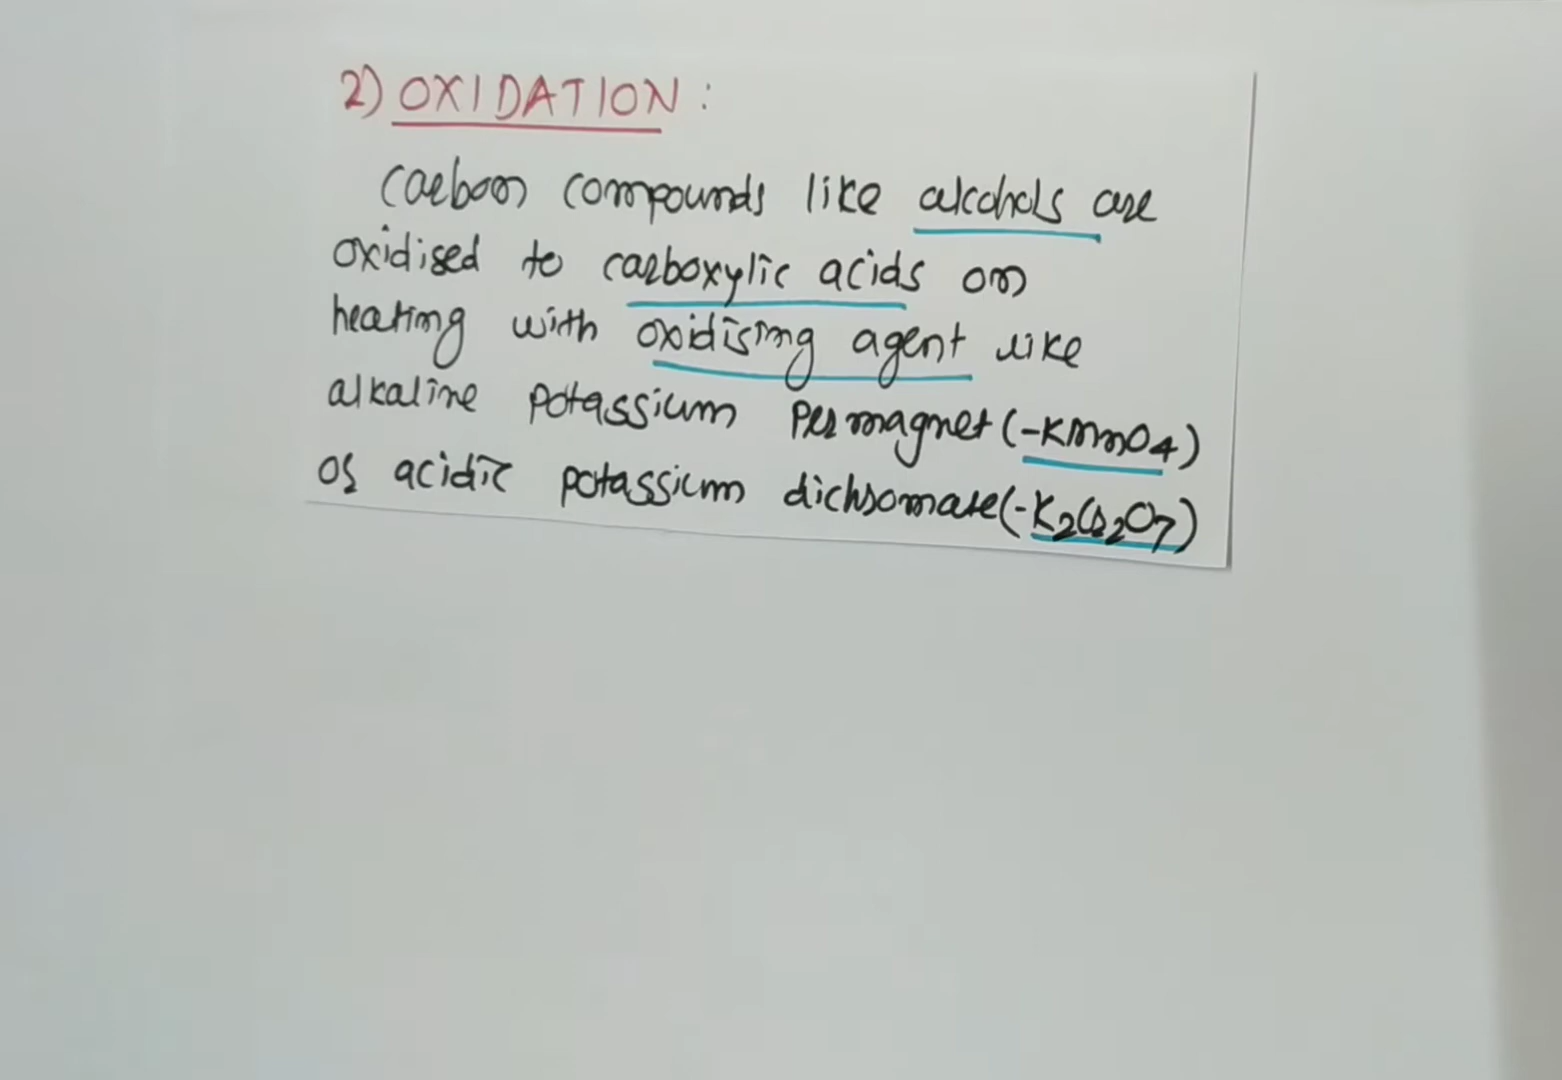 2) OXIDATION :
Carbon compounds like alcohols are
oxidised to carboxylic acids on
heating with oxidising agent like
alkaline potassium permagnet (-KMnO4)
or acidic potassium dichromate (-K2Cr2O7)